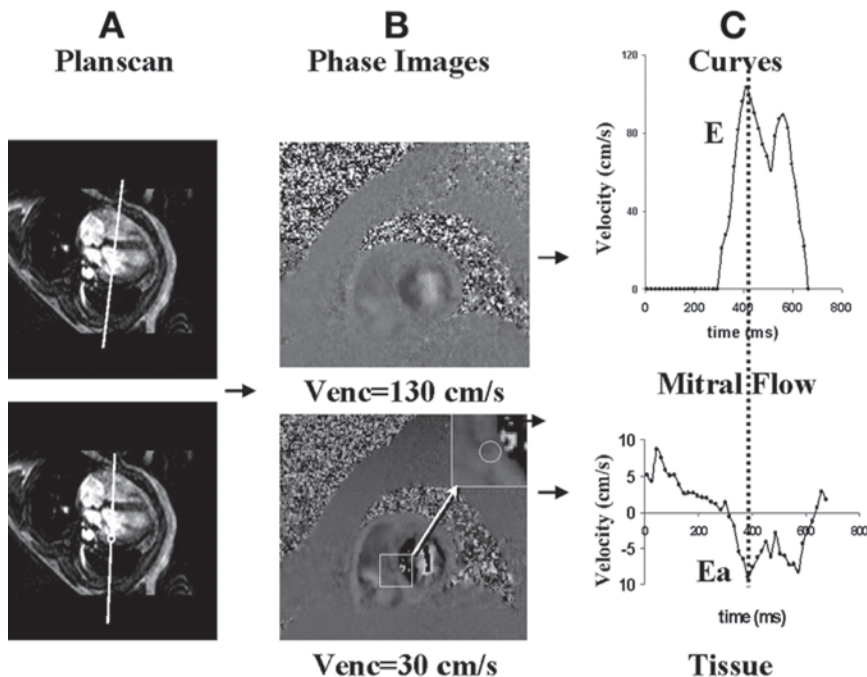 A
B
C
Planscan
Phase Images
Curves
120
80
40
0
0
200
400
600
800
Velocity (cm/s)
time (ms)
E
Venc=130 cm/s
Mitral Flow
10
5
0
-5
10
0
400
600
800
Velocity (cm/s)
Ea
time (ms)
Venc=30 cm/s
Tissue